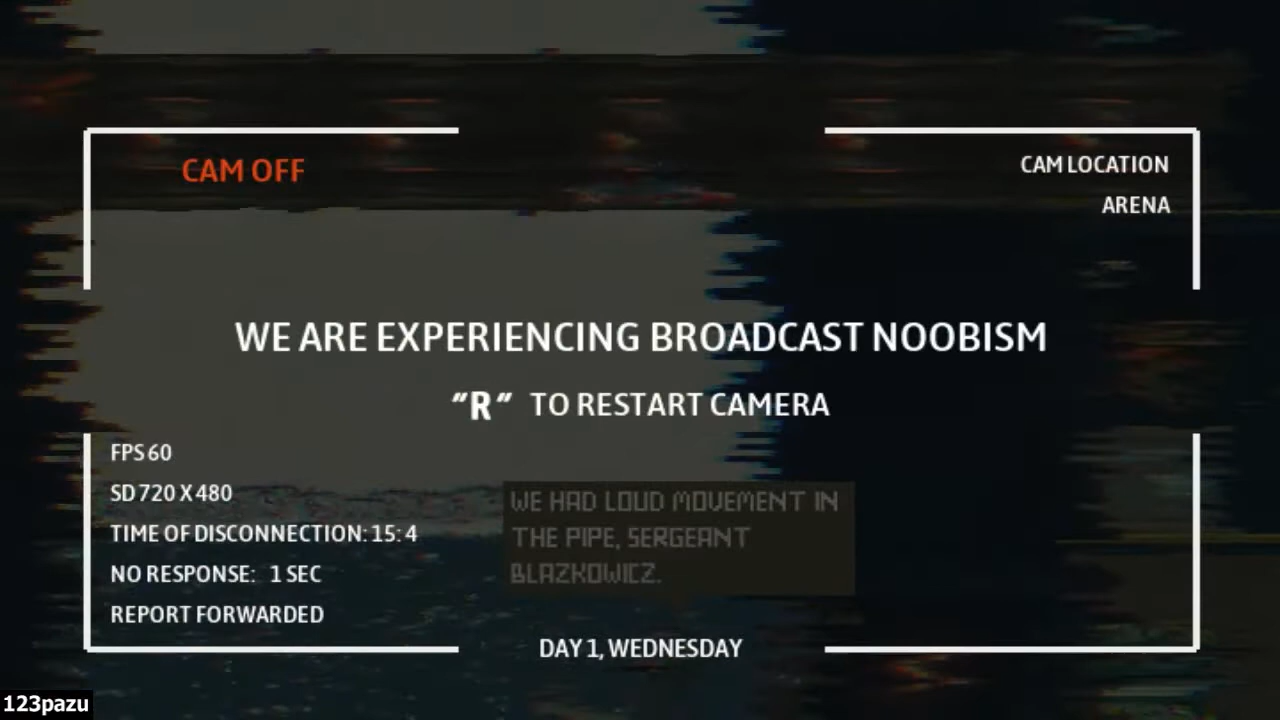 CAM OFF
CAM LOCATION
ARENA
WE ARE EXPERIENCING BROADCAST NOOBISM
"R" TO RESTART CAMERA
FPS 60
SD 720 X 480
TIME OF DISCONNECTION: 15: 4
NO RESPONSE: 1 SEC
REPORT FORWARDED
WE HAD LOUD MOVEMENT IN
THE PIPE, SERGEANT
BLAZKOWICZ.
DAY 1, WEDNESDAY
123pazu